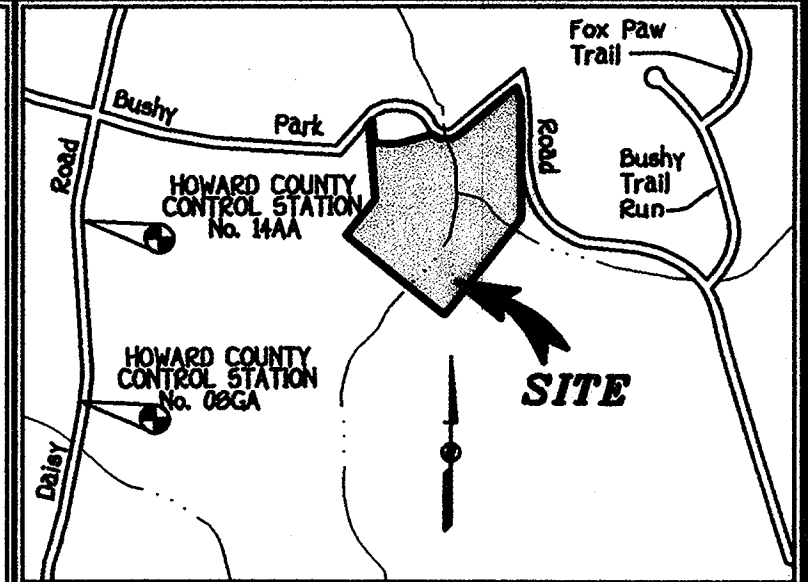 Fox Paw
Trail
Bushy
Park
Road
Road
Bushy
Trail
Run
HOWARD COUNTY
CONTROL STATION
No. 14AA
HOWARD COUNTY
CONTROL STATION
No. 08GA
SITE
Daisy